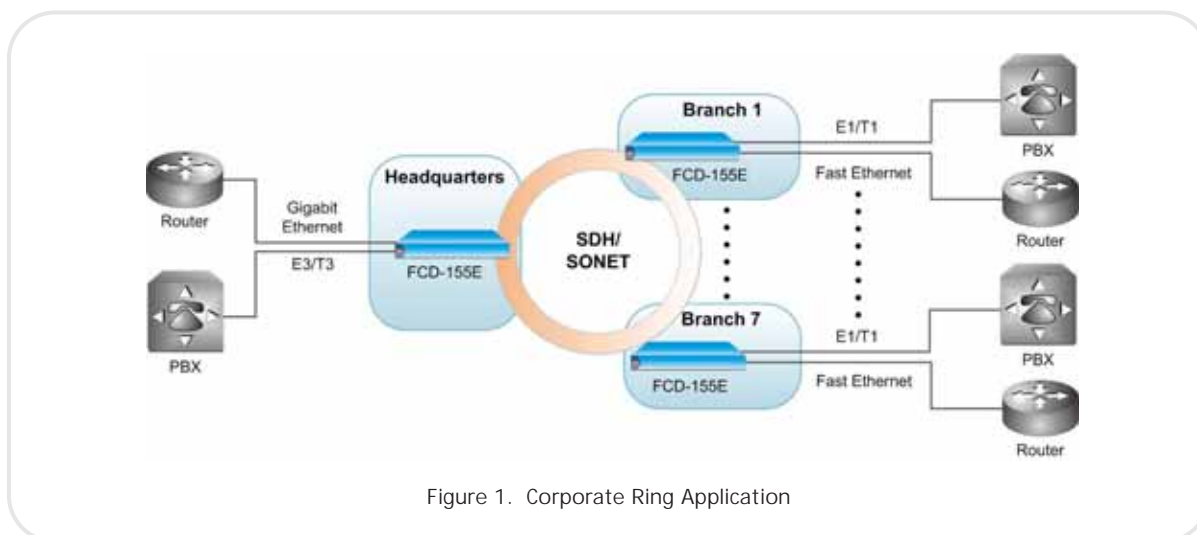 Branch 1
E1/T1
PBX
FCD-155E
Fast Ethernet
Headquarters
Gigabit
Ethernet
Router
Router
SDH/
SONET
E3/T3
FCD-155E
Branch 7
E1/T1
PBX
PBX
FCD-155E
Fast Ethernet
Router
Figure 1. Corporate Ring Application